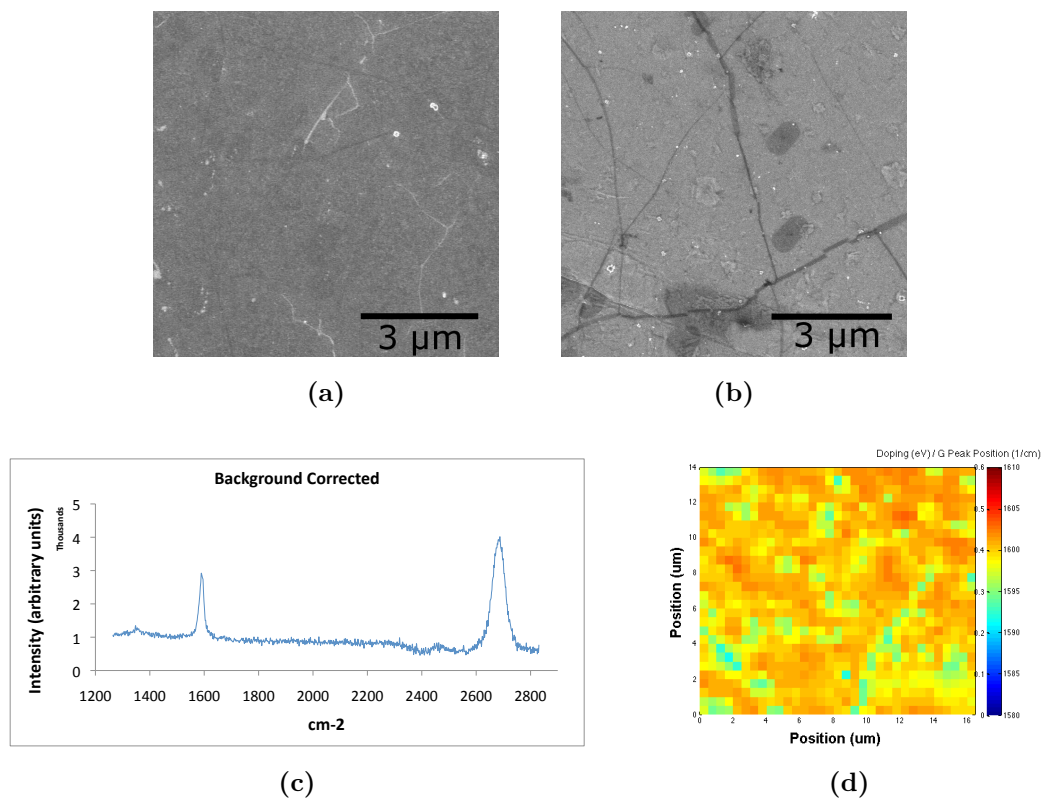 3 μm
3 μm
(a)
(b)
Background Corrected
Intensity (arbitrary units)
Thousands
5
4
3
2
1
0
1200 1400 1600 1800 2000 2200 2400 2600 2800
cm-2
(c)
Doping (eV) / G Peak Position (1/cm)
Position (um)
14
12
10
8
6
4
2
0
0 2 4 6 8 10 12 14 16
Position (um)
0.6 1610
0.5 1605
0.4 1600
0.3 1595
0.2 1590
0.1 1585
0 1580
(d)